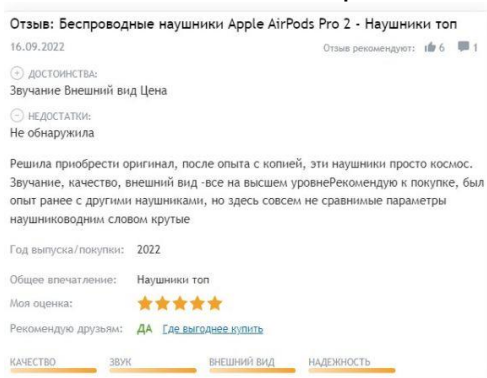 Отзыв: Беспроводные наушники Apple AirPods Pro 2 - Наушники топ
16.09.2022 Отзыв рекомендуют: 6 1
ДОСТОИНСТВА:
Звучание Внешний вид Цена
НЕДОСТАТКИ:
Не обнаружила
Решила приобрести оригинал, после опыта с копией, эти наушники просто космос.
Звучание, качество, внешний вид -все на высшем уровнеРекомендую к покупке, был
опыт ранее с другими наушниками, но здесь совсем не сравнимые параметры
наушниководним словом крутые
Год выпуска/покупки: 2022
Общее впечатление: Наушники топ
Моя оценка:
Рекомендую друзьям: ДА Где выгоднее купить
КАЧЕСТВО ЗВУК ВНЕШНИЙ ВИД НАДЕЖНОСТЬ